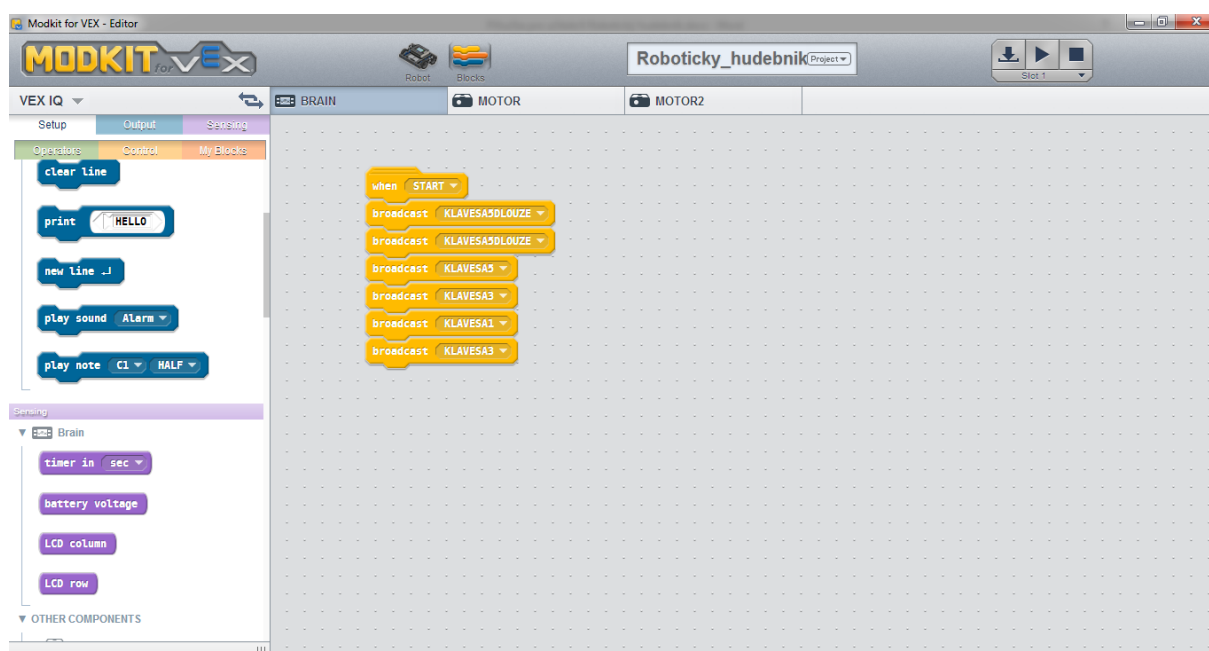 Modkit for VEX - Editor
MODKIT for VEX
Robot
Blocks
Roboticky_hudebnik Project
Slot 1
VEX IQ
BRAIN
MOTOR
MOTOR2
Setup
Output
Sensing
Operators
Control
My Blocks
clear line
print HELLO
new line
play sound Alarm
play note C1 HALF
Sensing
Brain
timer in sec
battery voltage
LCD column
LCD row
OTHER COMPONENTS
when START
broadcast KLAVESA5DLOUZE
broadcast KLAVESA5DLOUZE
broadcast KLAVESA5
broadcast KLAVESA3
broadcast KLAVESA1
broadcast KLAVESA3